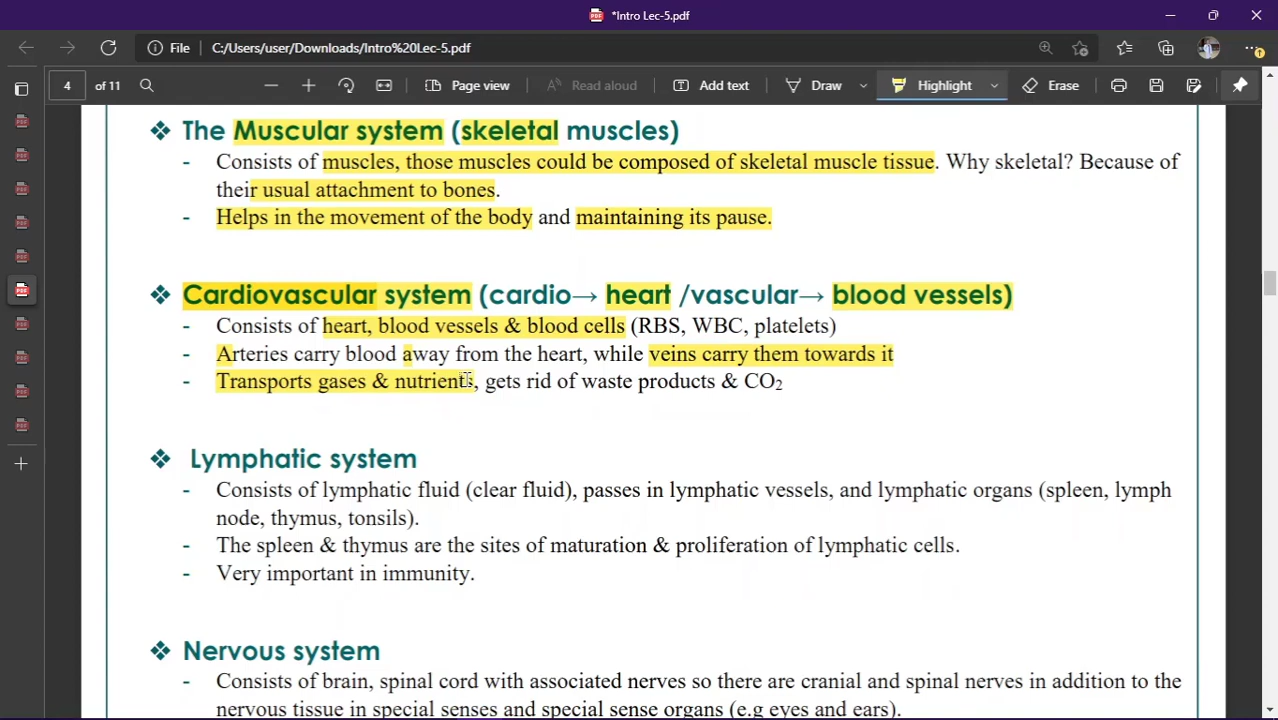 *Intro Lec-5.pdf
File C:/Users/user/Downloads/Intro%20Lec-5.pdf
4 of 11 Page view Read aloud Add text Draw Highlight Erase
❖ The Muscular system (skeletal muscles)
- Consists of muscles, those muscles could be composed of skeletal muscle tissue. Why skeletal? Because of
their usual attachment to bones.
- Helps in the movement of the body and maintaining its pause.
❖ Cardiovascular system (cardio→ heart /vascular→ blood vessels)
- Consists of heart, blood vessels & blood cells (RBS, WBC, platelets)
- Arteries carry blood away from the heart, while veins carry them towards it
- Transports gases & nutrients, gets rid of waste products & CO₂
❖ Lymphatic system
- Consists of lymphatic fluid (clear fluid), passes in lymphatic vessels, and lymphatic organs (spleen, lymph
node, thymus, tonsils).
- The spleen & thymus are the sites of maturation & proliferation of lymphatic cells.
- Very important in immunity.
❖ Nervous system
- Consists of brain, spinal cord with associated nerves so there are cranial and spinal nerves in addition to the
nervous tissue in special senses and special sense organs (e.g eyes and ears).